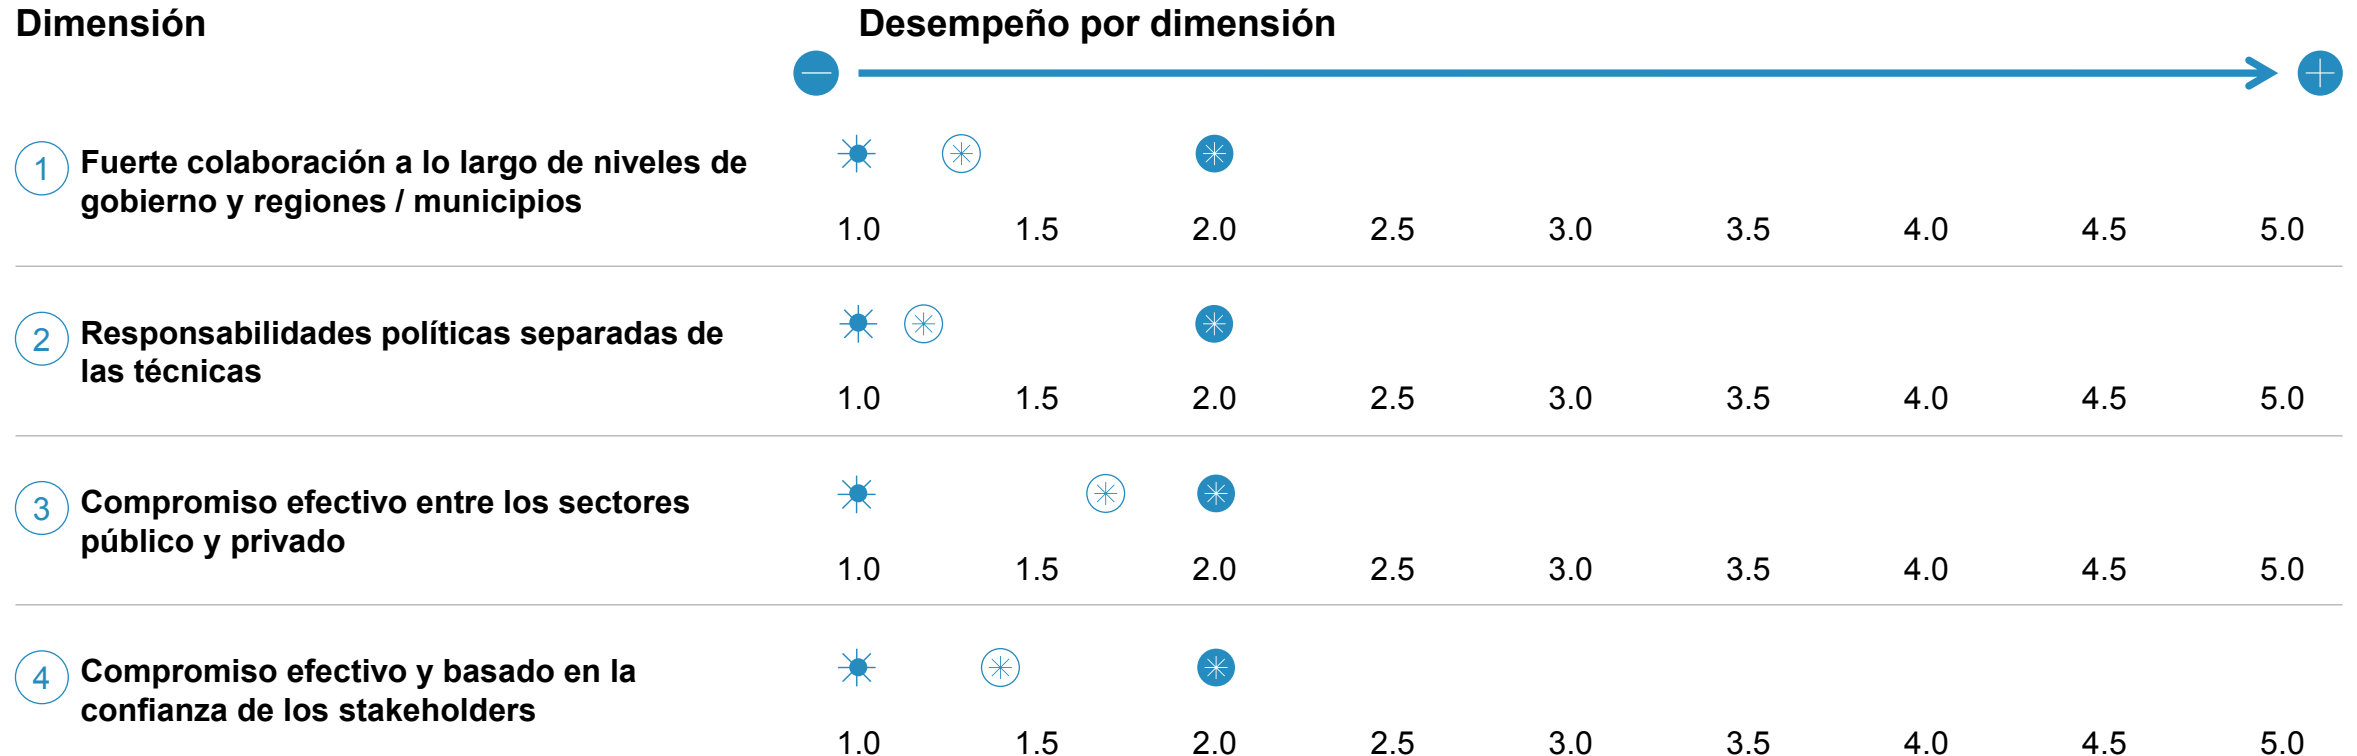 Dimensión
Desempeño por dimensión
1
Fuerte colaboración a lo largo de niveles de
gobierno y regiones / municipios
1.0 1.5 2.0 2.5 3.0 3.5 4.0 4.5 5.0
2
Responsabilidades políticas separadas de
las técnicas
1.0 1.5 2.0 2.5 3.0 3.5 4.0 4.5 5.0
3
Compromiso efectivo entre los sectores
público y privado
1.0 1.5 2.0 2.5 3.0 3.5 4.0 4.5 5.0
4
Compromiso efectivo y basado en la
confianza de los stakeholders
1.0 1.5 2.0 2.5 3.0 3.5 4.0 4.5 5.0